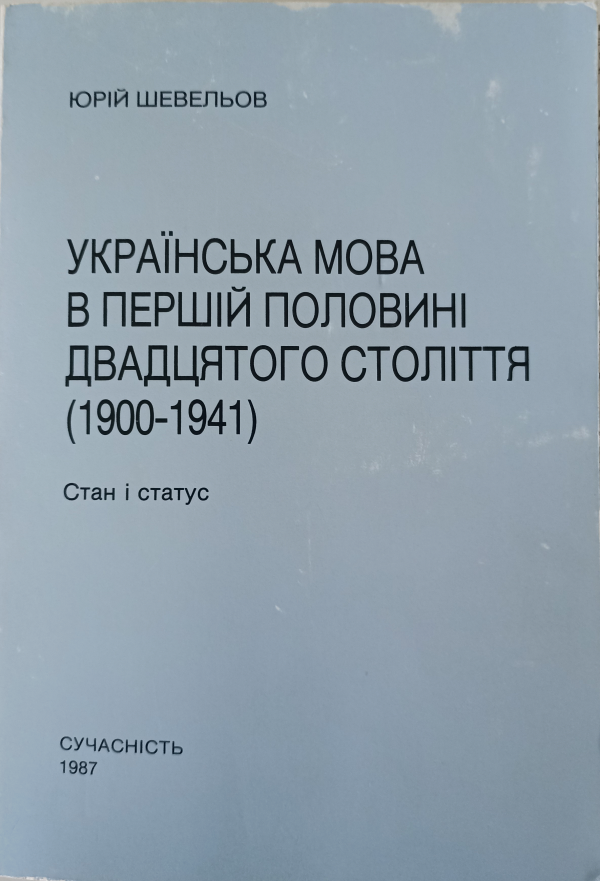 ЮРІЙ ШЕВЕЛЬОВ
УКРАЇНСЬКА МОВА
В ПЕРШІЙ ПОЛОВИНІ
ДВАДЦЯТОГО СТОЛІТТЯ
(1900-1941)
Стан і статус
СУЧАСНІСТЬ
1987